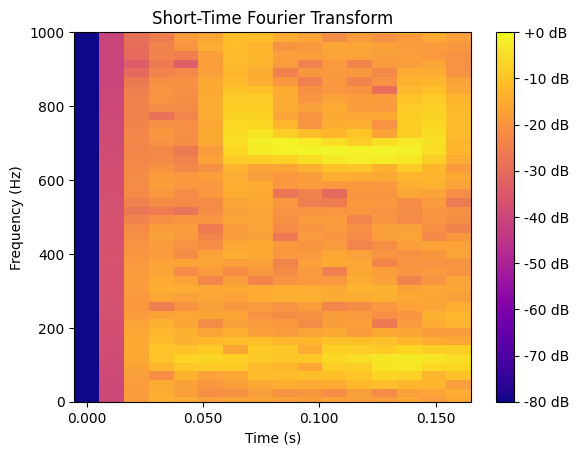 Short-Time Fourier Transform
1000
800
600
400
200
0
Frequency (Hz)
0.000
0.050
0.100
0.150
Time (s)
+0 dB
-10 dB
-20 dB
-30 dB
-40 dB
-50 dB
-60 dB
-70 dB
-80 dB